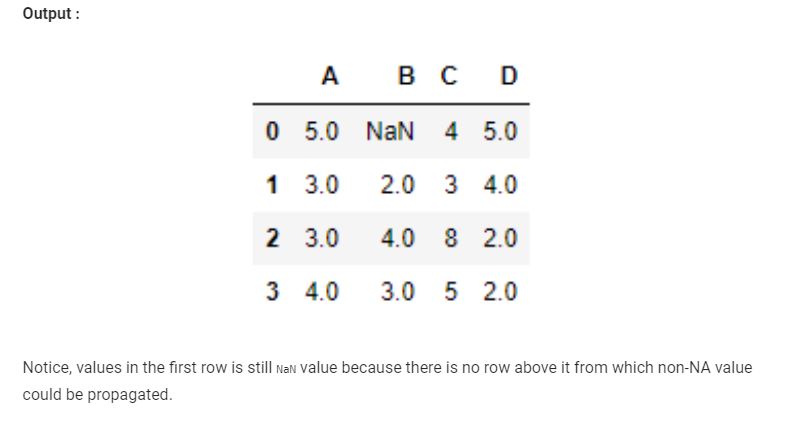 Output :
A B C D
0 5.0 NaN 4 5.0
1 3.0 2.0 3 4.0
2 3.0 4.0 8 2.0
3 4.0 3.0 5 2.0
Notice, values in the first row is still NaN value because there is no row above it from which non-NA value
could be propagated.